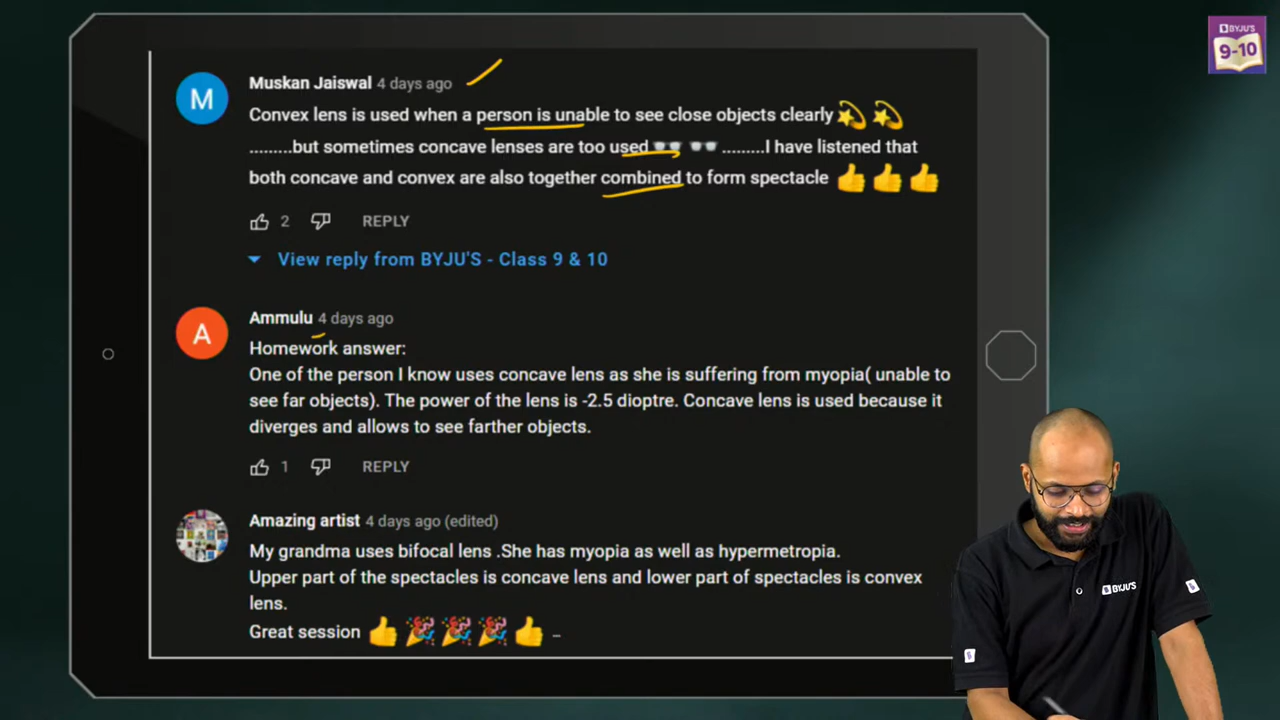 BYJU'S
9-10
M
Muskan Jaiswal 4 days ago
Convex lens is used when a person is unable to see close objects clearly
.........but sometimes concave lenses are too used .........I have listened that
both concave and convex are also together combined to form spectacle
2 REPLY
View reply from BYJU'S - Class 9 & 10
A
Ammulu 4 days ago
Homework answer:
One of the person I know uses concave lens as she is suffering from myopia( unable to
see far objects). The power of the lens is -2.5 dioptre. Concave lens is used because it
diverges and allows to see farther objects.
1 REPLY
Amazing artist 4 days ago (edited)
My grandma uses bifocal lens .She has myopia as well as hypermetropia.
Upper part of the spectacles is concave lens and lower part of spectacles is convex
lens.
Great session
BYJU'S